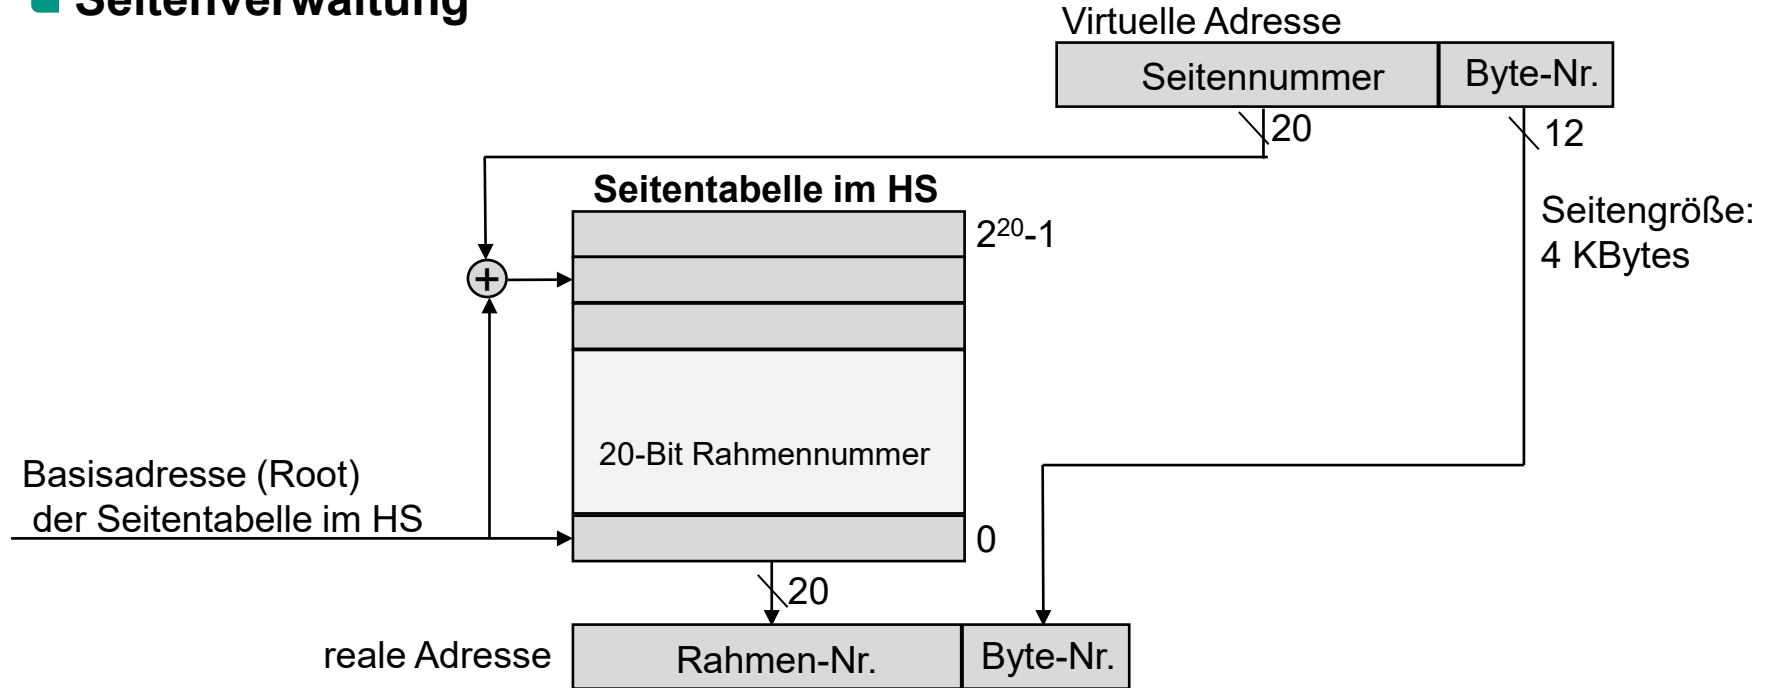 Seitenverwaltung
Virtuelle Adresse
Seitennummer
Byte-Nr.
20
12
Seitentabelle im HS
2²⁰-1
Seitengröße:
4 KBytes
+
20-Bit Rahmennummer
Basisadresse (Root)
der Seitentabelle im HS
0
20
reale Adresse
Rahmen-Nr.
Byte-Nr.